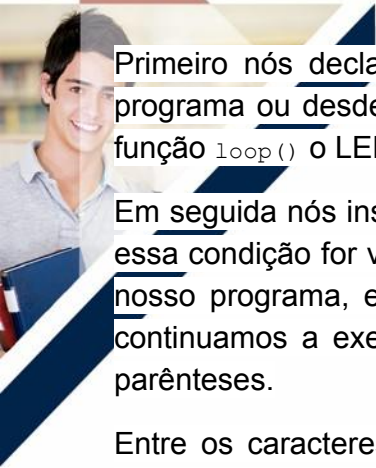 Primeiro nós decla
programa ou desde
função loop() o LE
Em seguida nós ins
essa condição for v
nosso programa, e
continuamos a exe
parênteses.
Entre os caractere